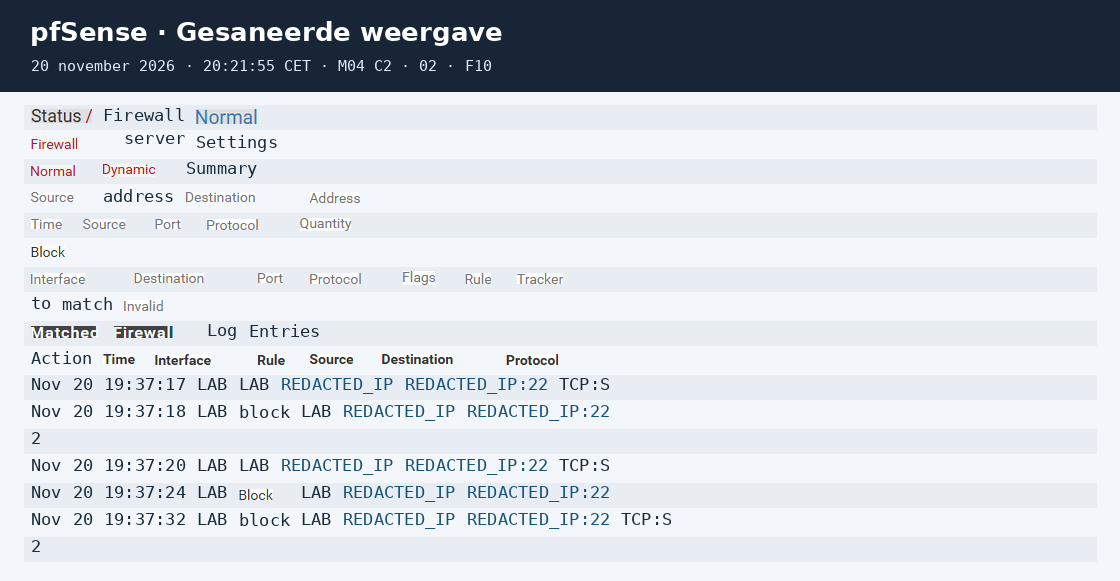 pfSense · Gesaneerde weergave
20 november 2026 · 20:21:55 CET · M04 C2 · 02 · F10
Status / Firewall Normal
Firewall server Settings
Normal Dynamic Summary
Source address Destination Address
Time Source Port Protocol Quantity
Block
Interface Destination Port Protocol Flags Rule Tracker
to match Invalid
Matched Firewall Log Entries
Action Time Interface Rule Source Destination Protocol
Nov 20 19:37:17 LAB LAB REDACTED_IP REDACTED_IP:22 TCP:S
Nov 20 19:37:18 LAB block LAB REDACTED_IP REDACTED_IP:22
2
Nov 20 19:37:20 LAB LAB REDACTED_IP REDACTED_IP:22 TCP:S
Nov 20 19:37:24 LAB Block LAB REDACTED_IP REDACTED_IP:22
Nov 20 19:37:32 LAB block LAB REDACTED_IP REDACTED_IP:22 TCP:S
2